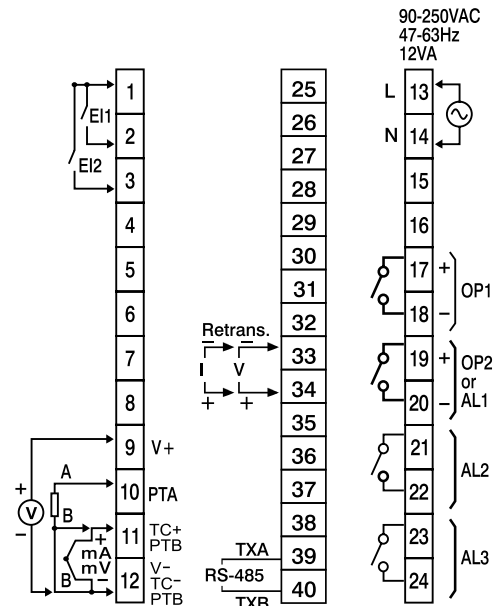 90-250VAC
47-63Hz
12VA
1
2
3
4
5
6
7
8
9
10
11
12
EI1
EI2
V+
A
PTA
B
TC+
PTB
+
V
−
+
mA
mV
−
B
V−
TC−
PTB
25
26
27
28
29
30
31
32
33
34
35
36
37
38
39
40
Retrans.
− −
I V
+ +
TXA
RS-485
TXB
L
N
13
14
15
16
17
18
19
20
21
22
23
24
+
−
OP1
+
−
OP2
or
AL1
AL2
AL3